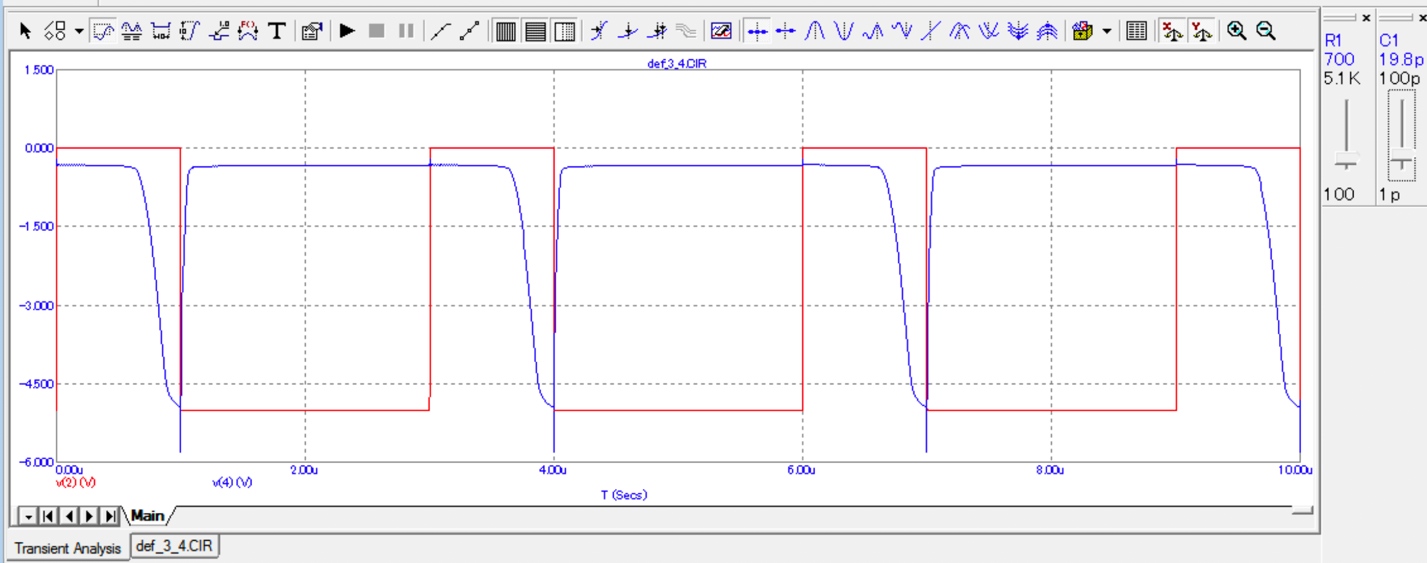 T
R1
C1
700
19.8p
5.1K
100p
100
1p
def_3_4.CIR
1.500
0.000
-1.500
-3.000
-4.500
-6.000
0.00u 2.00u 4.00u 6.00u 8.00u 10.00u
v(2) (V) v(4) (V)
T (Secs)
Main
Transient Analysis def_3_4.CIR